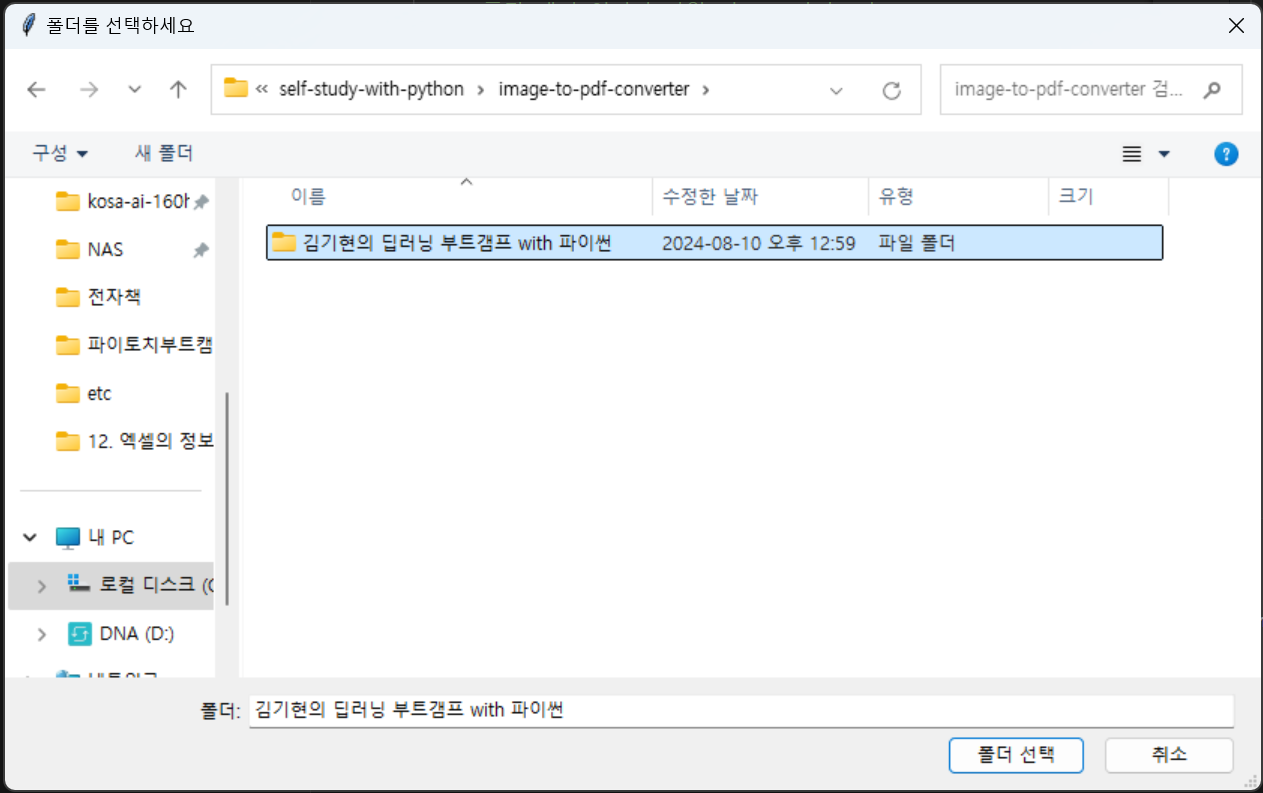 폴더를 선택하세요
« self-study-with-python › image-to-pdf-converter ›
image-to-pdf-converter 검...
구성
새 폴더
kosa-ai-160h
NAS
전자책
파이토치부트캠
etc
12. 엑셀의 정보
내 PC
로컬 디스크 (C
DNA (D:)
이름 수정한 날짜 유형 크기
김기현의 딥러닝 부트캠프 with 파이썬 2024-08-10 오후 12:59 파일 폴더
폴더: 김기현의 딥러닝 부트캠프 with 파이썬
폴더 선택 취소